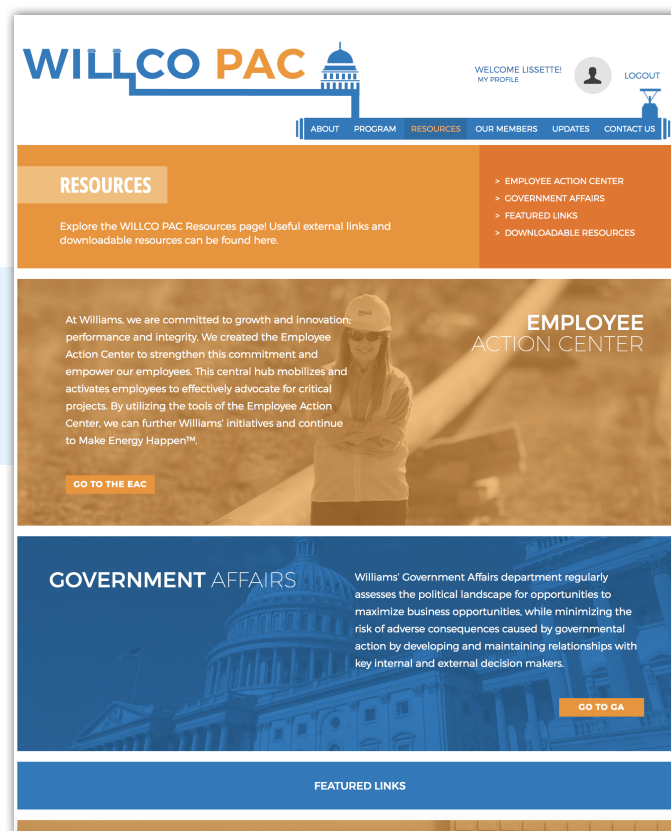 WILLCO PAC
WELCOME LISSETTE!
MY PROFILE
LOGOUT
ABOUT PROGRAM RESOURCES OUR MEMBERS UPDATES CONTACT US
RESOURCES
Explore the WILLCO PAC Resources page! Useful external links and
downloadable resources can be found here.
> EMPLOYEE ACTION CENTER
> GOVERNMENT AFFAIRS
> FEATURED LINKS
> DOWNLOADABLE RESOURCES
At Williams, we are committed to growth and innovation;
performance and integrity. We created the Employee
Action Center to strengthen this commitment and
empower our employees. This central hub mobilizes and
activates employees to effectively advocate for critical
projects. By utilizing the tools of the Employee Action
Center, we can further Williams' initiatives and continue
to Make Energy Happen™.
GO TO THE EAC
EMPLOYEE
ACTION CENTER
GOVERNMENT AFFAIRS
Williams' Government Affairs department regularly
assesses the political landscape for opportunities to
maximize business opportunities, while minimizing the
risk of adverse consequences caused by governmental
action by developing and maintaining relationships with
key internal and external decision makers.
GO TO GA
FEATURED LINKS